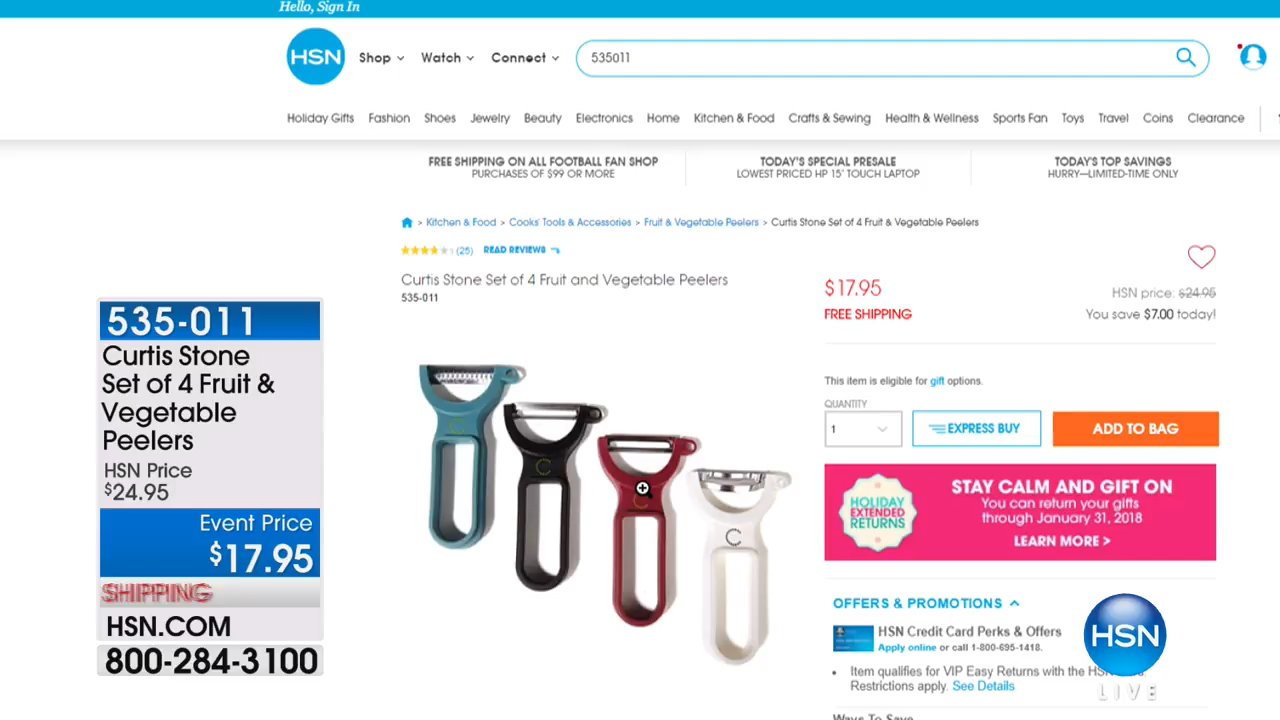 Hello, Sign In
HSN
Shop
Watch
Connect
535011
Holiday Gifts
Fashion
Shoes
Jewelry
Beauty
Electronics
Home
Kitchen & Food
Crafts & Sewing
Health & Wellness
Sports Fan
Toys
Travel
Coins
Clearance
FREE SHIPPING ON ALL FOOTBALL FAN SHOP
PURCHASES OF $99 OR MORE
TODAY'S SPECIAL PRESALE
LOWEST PRICED HP 15" TOUCH LAPTOP
TODAY'S TOP SAVINGS
HURRY—LIMITED-TIME ONLY
> Kitchen & Food > Cooks' Tools & Accessories > Fruit & Vegetable Peelers > Curtis Stone Set of 4 Fruit & Vegetable Peelers
(25) READ REVIEWS
Curtis Stone Set of 4 Fruit and Vegetable Peelers
535-011
$17.95
FREE SHIPPING
HSN price: $24.95
You save $7.00 today!
This item is eligible for gift options.
QUANTITY
1
EXPRESS BUY
ADD TO BAG
HOLIDAY
EXTENDED
RETURNS
STAY CALM AND GIFT ON
You can return your gifts
through January 31, 2018
LEARN MORE >
OFFERS & PROMOTIONS
HSN Credit Card Perks & Offers
Apply online or call 1-800-695-1418.
• Item qualifies for VIP Easy Returns with the HSN
Restrictions apply. See Details
Ways To Save
535-011
Curtis Stone
Set of 4 Fruit &
Vegetable
Peelers
HSN Price
$24.95
Event Price
$17.95
SHIPPING
HSN.COM
800-284-3100
HSN
LIVE